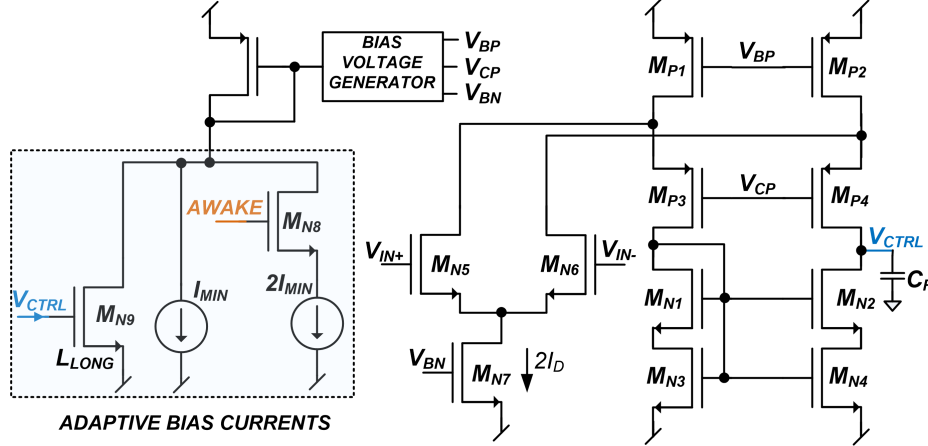 BIAS
VOLTAGE
GENERATOR
V_BP
V_CP
V_BN
AWAKE
M_N8
V_CTRL
M_N9
L_LONG
I_MIN
2I_MIN
ADAPTIVE BIAS CURRENTS
M_P1
V_BP
M_P2
M_P3
V_CP
M_P4
V_IN+
M_N5
M_N6
V_IN-
V_CTRL
M_N1
M_N2
V_BN
M_N7
2I_D
M_N3
M_N4